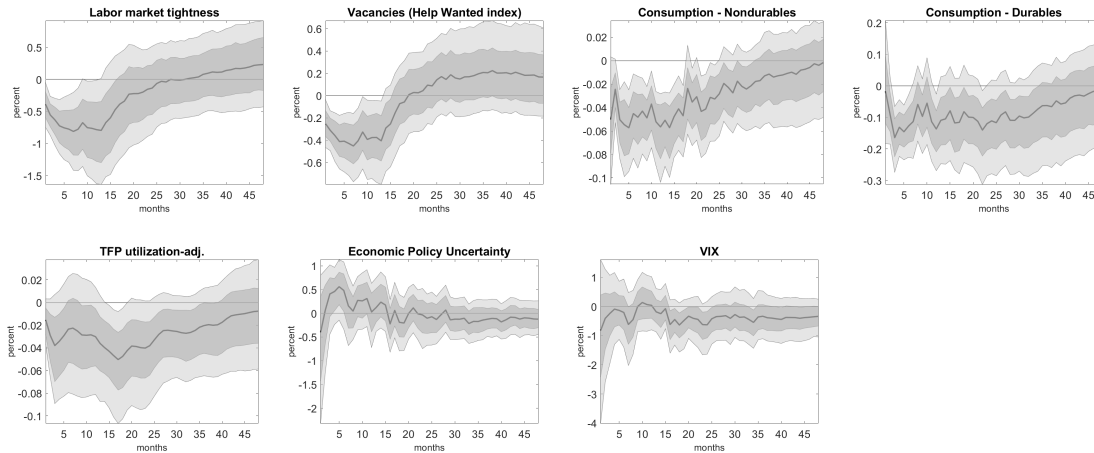 Labor market tightness
percent
0.5
0
-0.5
-1
-1.5
5 10 15 20 25 30 35 40 45
months
Vacancies (Help Wanted index)
percent
0.6
0.4
0.2
0
-0.2
-0.4
-0.6
5 10 15 20 25 30 35 40 45
months
Consumption - Nondurables
percent
0.02
0
-0.02
-0.04
-0.06
-0.08
-0.1
5 10 15 20 25 30 35 40 45
months
Consumption - Durables
percent
0.2
0.1
0
-0.1
-0.2
-0.3
5 10 15 20 25 30 35 40 45
months
TFP utilization-adj.
percent
0.02
0
-0.02
-0.04
-0.06
-0.08
-0.1
5 10 15 20 25 30 35 40 45
months
Economic Policy Uncertainty
percent
1
0.5
0
-0.5
-1
-1.5
-2
5 10 15 20 25 30 35 40 45
months
VIX
percent
1
0
-1
-2
-3
-4
5 10 15 20 25 30 35 40 45
months